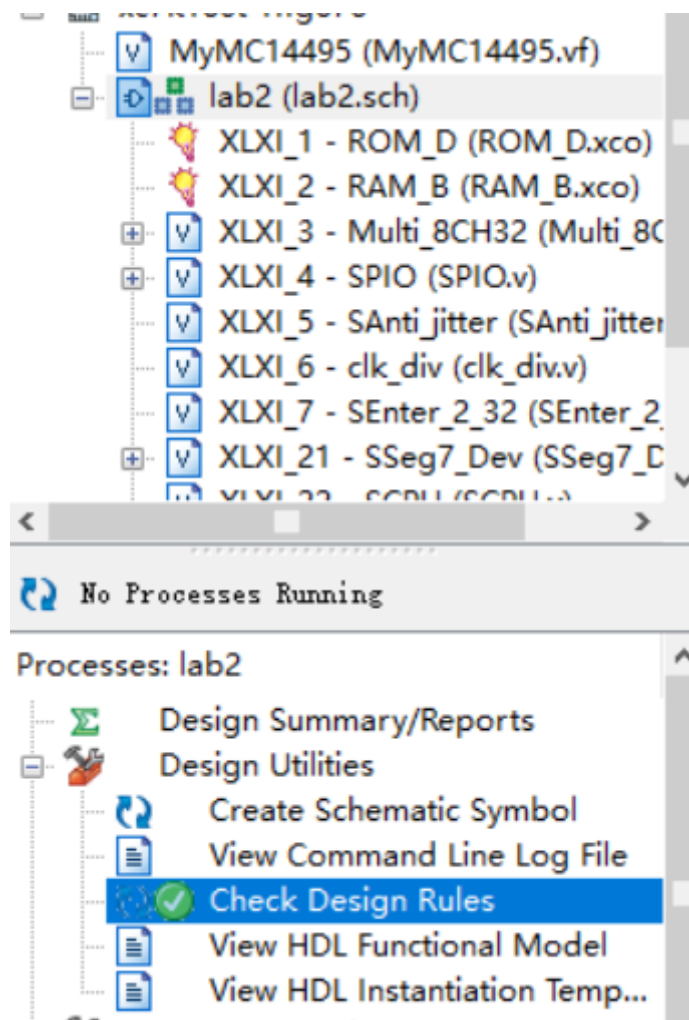 MyMC14495 (MyMC14495.vf)
lab2 (lab2.sch)
XLXI_1 - ROM_D (ROM_D.xco)
XLXI_2 - RAM_B (RAM_B.xco)
XLXI_3 - Multi_8CH32 (Multi_8C
XLXI_4 - SPIO (SPIO.v)
XLXI_5 - SAnti_jitter (SAnti_jitter
XLXI_6 - clk_div (clk_div.v)
XLXI_7 - SEnter_2_32 (SEnter_2_
XLXI_21 - SSeg7_Dev (SSeg7_D
No Processes Running
Processes: lab2
Design Summary/Reports
Design Utilities
Create Schematic Symbol
View Command Line Log File
Check Design Rules
View HDL Functional Model
View HDL Instantiation Temp...